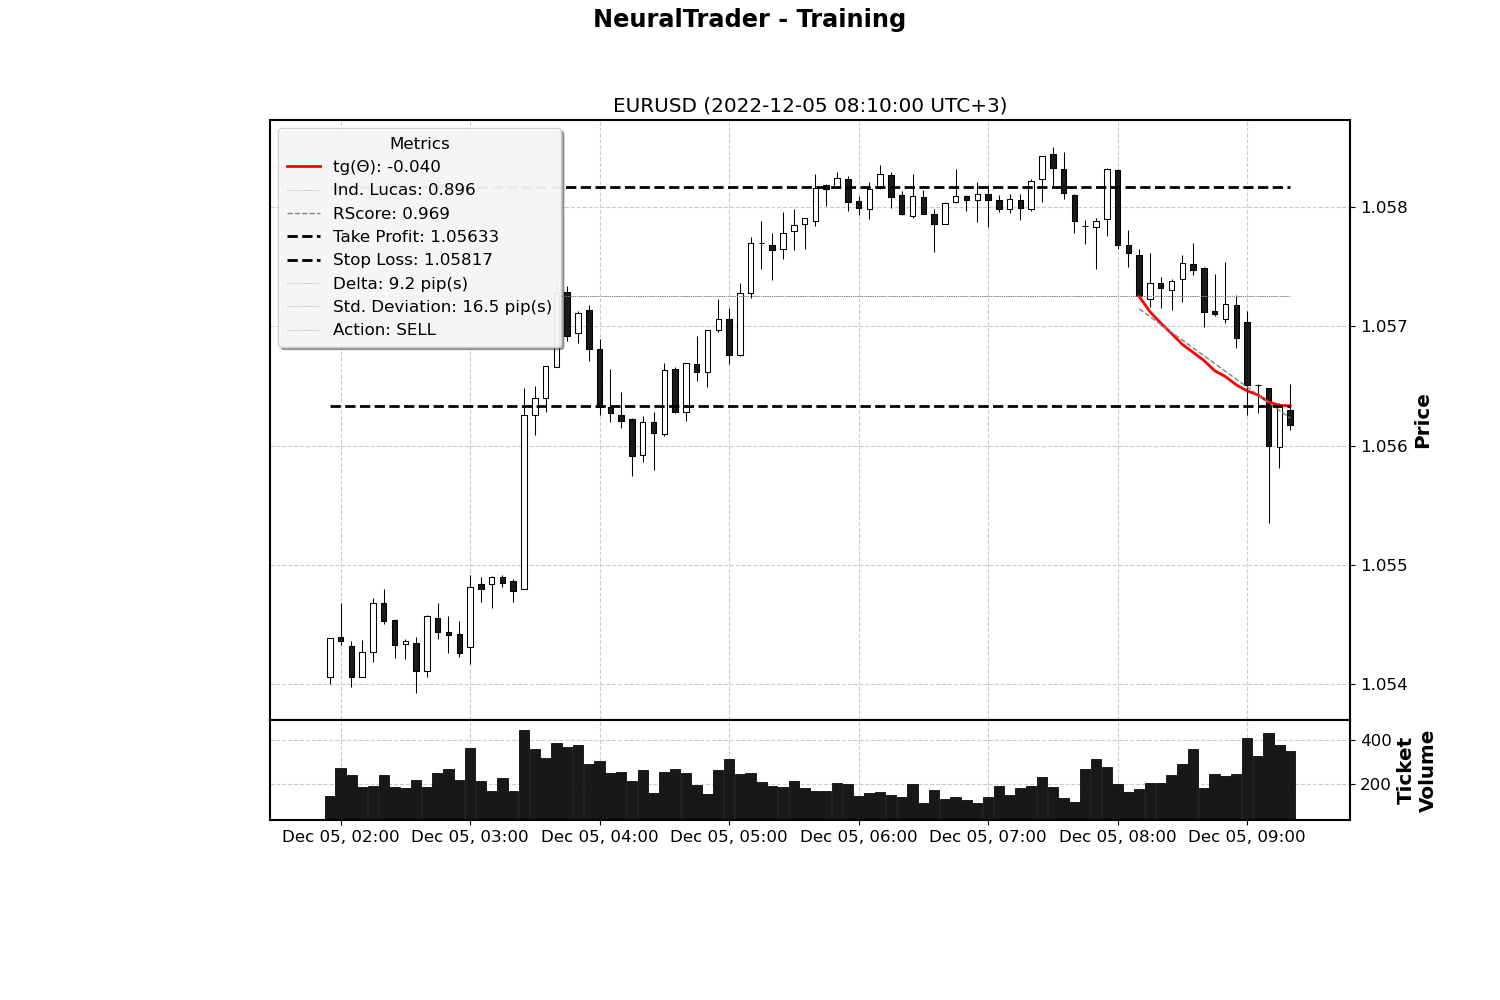 NeuralTrader - Training
EURUSD (2022-12-05 08:10:00 UTC+3)
Metrics
tg(Θ): -0.040
Ind. Lucas: 0.896
RScore: 0.969
Take Profit: 1.05633
Stop Loss: 1.05817
Delta: 9.2 pip(s)
Std. Deviation: 16.5 pip(s)
Action: SELL
1.058
1.057
1.056
1.055
1.054
Price
400
200
Ticket
Volume
Dec 05, 02:00 Dec 05, 03:00 Dec 05, 04:00 Dec 05, 05:00 Dec 05, 06:00 Dec 05, 07:00 Dec 05, 08:00 Dec 05, 09:00